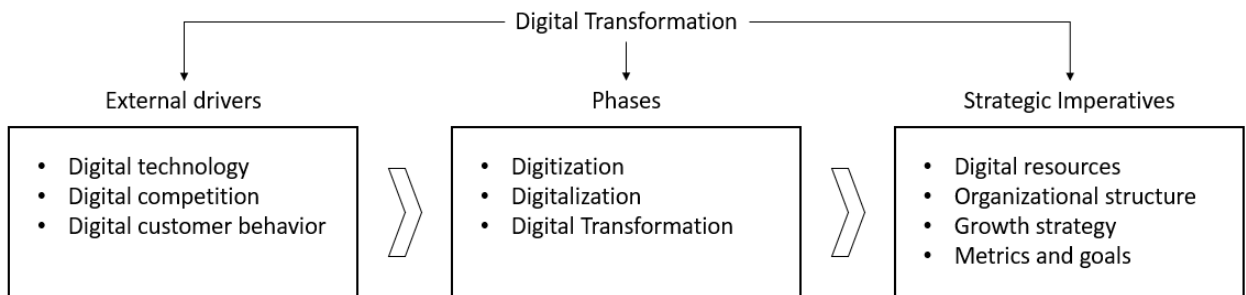 Digital Transformation
External drivers
Phases
Strategic Imperatives
• Digital technology
• Digital competition
• Digital customer behavior
• Digitization
• Digitalization
• Digital Transformation
• Digital resources
• Organizational structure
• Growth strategy
• Metrics and goals